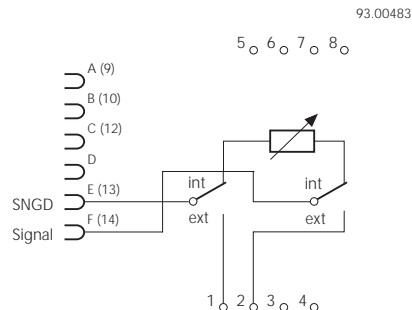 93.00483
5 6 7 8
A (9)
B (10)
C (12)
D
E (13)
SNGD
F (14)
Signal
int
ext
int
ext
1 2 3 4